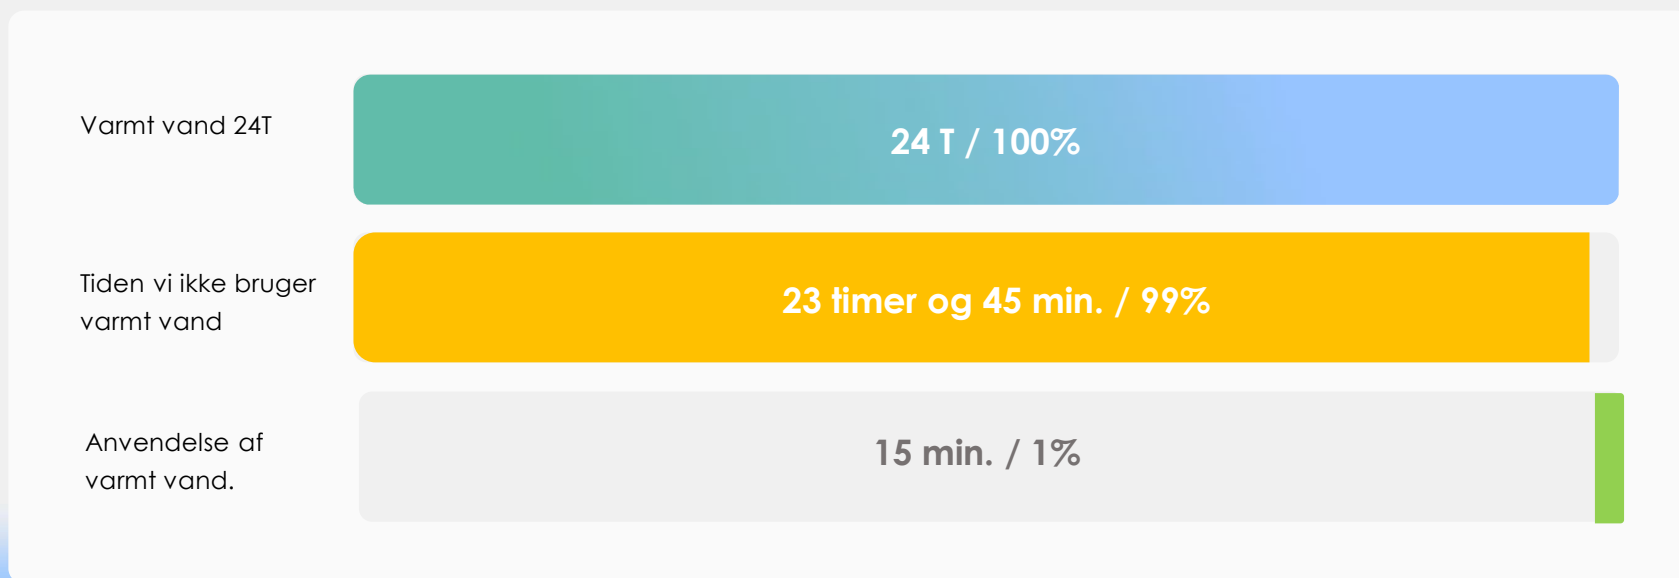 Varmt vand 24T
24 T / 100%
Tiden vi ikke bruger
varmt vand
23 timer og 45 min. / 99%
Anvendelse af
varmt vand.
15 min. / 1%